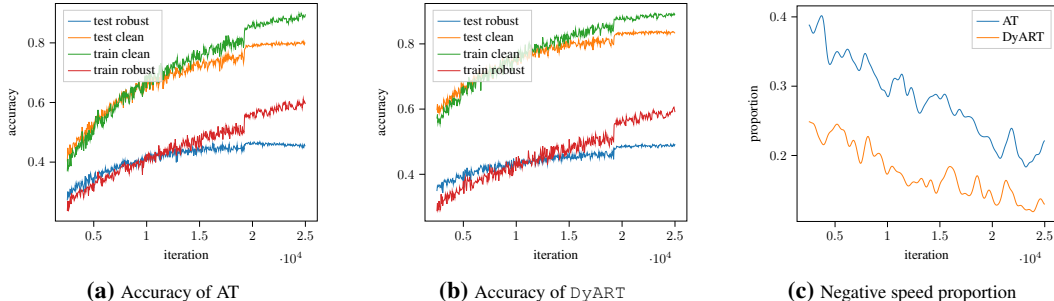 test robust
test clean
train clean
train robust
0.8
0.6
0.4
accuracy
0.5
1
1.5
2
2.5
iteration
·10⁴
(a) Accuracy of AT
test robust
test clean
train clean
train robust
0.8
0.6
0.4
accuracy
0.5
1
1.5
2
2.5
iteration
·10⁴
(b) Accuracy of DyART
AT
DyART
0.4
0.3
0.2
proportion
0.5
1
1.5
2
2.5
iteration
·10⁴
(c) Negative speed proportion